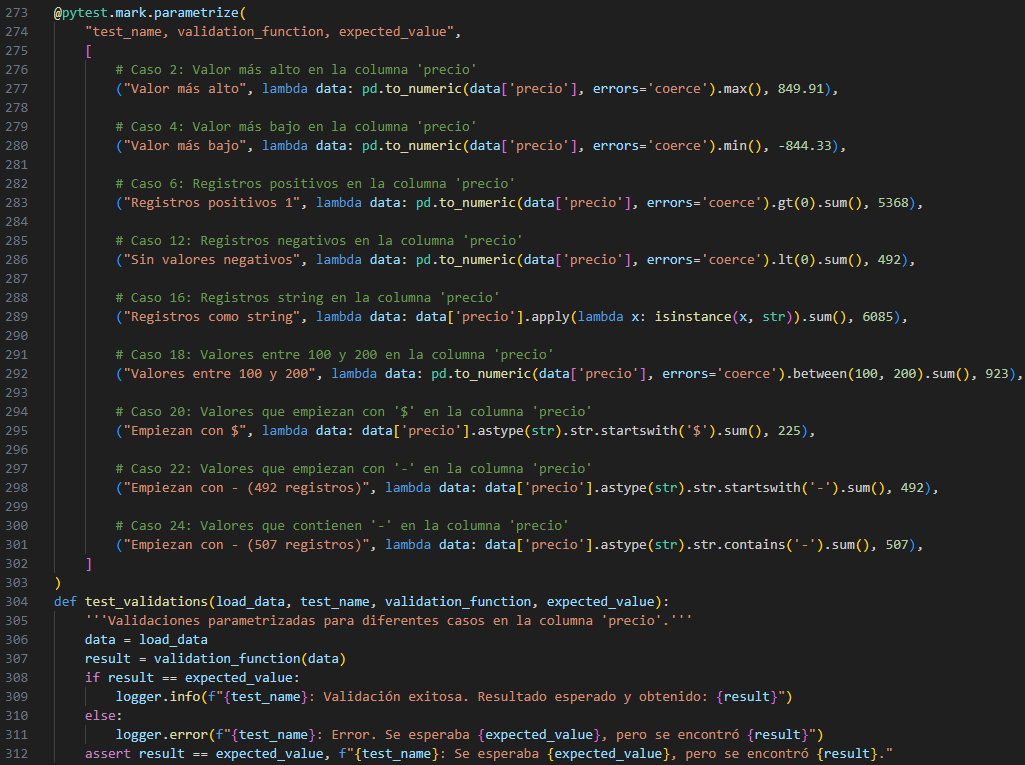 273 @pytest.mark.parametrize(
274     "test_name, validation_function, expected_value",
275     [
276         # Caso 2: Valor más alto en la columna 'precio'
277         ("Valor más alto", lambda data: pd.to_numeric(data['precio'], errors='coerce').max(), 849.91),
278
279         # Caso 4: Valor más bajo en la columna 'precio'
280         ("Valor más bajo", lambda data: pd.to_numeric(data['precio'], errors='coerce').min(), -844.33),
281
282         # Caso 6: Registros positivos en la columna 'precio'
283         ("Registros positivos 1", lambda data: pd.to_numeric(data['precio'], errors='coerce').gt(0).sum(), 5368),
284
285         # Caso 12: Registros negativos en la columna 'precio'
286         ("Sin valores negativos", lambda data: pd.to_numeric(data['precio'], errors='coerce').lt(0).sum(), 492),
287
288         # Caso 16: Registros string en la columna 'precio'
289         ("Registros como string", lambda data: data['precio'].apply(lambda x: isinstance(x, str)).sum(), 6085),
290
291         # Caso 18: Valores entre 100 y 200 en la columna 'precio'
292         ("Valores entre 100 y 200", lambda data: pd.to_numeric(data['precio'], errors='coerce').between(100, 200).sum(), 923),
293
294         # Caso 20: Valores que empiezan con '$' en la columna 'precio'
295         ("Empiezan con $", lambda data: data['precio'].astype(str).str.startswith('$').sum(), 225),
296
297         # Caso 22: Valores que empiezan con '-' en la columna 'precio'
298         ("Empiezan con - (492 registros)", lambda data: data['precio'].astype(str).str.startswith('-').sum(), 492),
299
300         # Caso 24: Valores que contienen '-' en la columna 'precio'
301         ("Empiezan con - (507 registros)", lambda data: data['precio'].astype(str).str.contains('-').sum(), 507),
302     ]
303 )
304 def test_validations(load_data, test_name, validation_function, expected_value):
305     '''Validaciones parametrizadas para diferentes casos en la columna 'precio'.'''
306     data = load_data
307     result = validation_function(data)
308     if result == expected_value:
309         logger.info(f"{test_name}: Validación exitosa. Resultado esperado y obtenido: {result}")
310     else:
311         logger.error(f"{test_name}: Error. Se esperaba {expected_value}, pero se encontró {result}")
312     assert result == expected_value, f"{test_name}: Se esperaba {expected_value}, pero se encontró {result}."